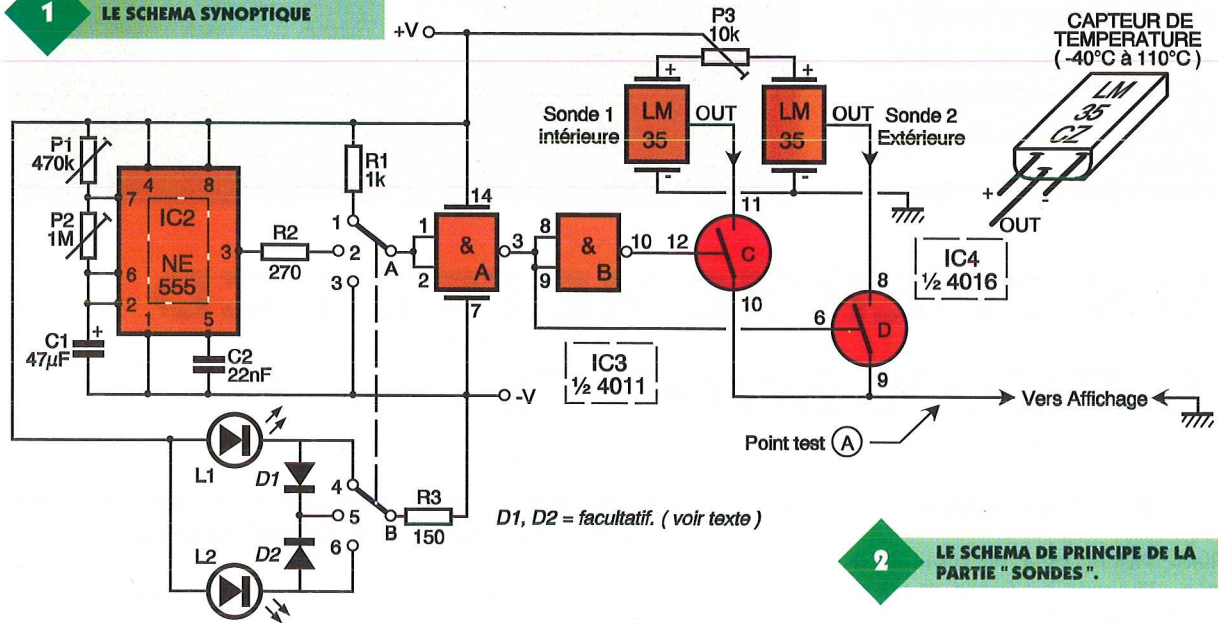 1
LE SCHEMA SYNOPTIQUE
+V
P3
10k
CAPTEUR DE
TEMPERATURE
( -40°C à 110°C )
LM
35
CZ
+
OUT
-
Sonde 1
intérieure
+
LM
35
-
OUT
+
LM
35
-
OUT
Sonde 2
Extérieure
P1
470k
P2
1M
7
6
2
4
8
IC2
NE
555
3
1
5
C1
47µF
+
C2
22nF
R2
270
R1
1k
1
2
3
A
1
2
14
&
A
7
3
8
9
&
B
10
12
11
C
10
6
8
D
9
IC3
½ 4011
IC4
½ 4016
-V
Vers Affichage
Point test A
L1
D1
L2
D2
4
5
6
B
R3
150
D1, D2 = facultatif. ( voir texte )
2
LE SCHEMA DE PRINCIPE DE LA
PARTIE " SONDES ".